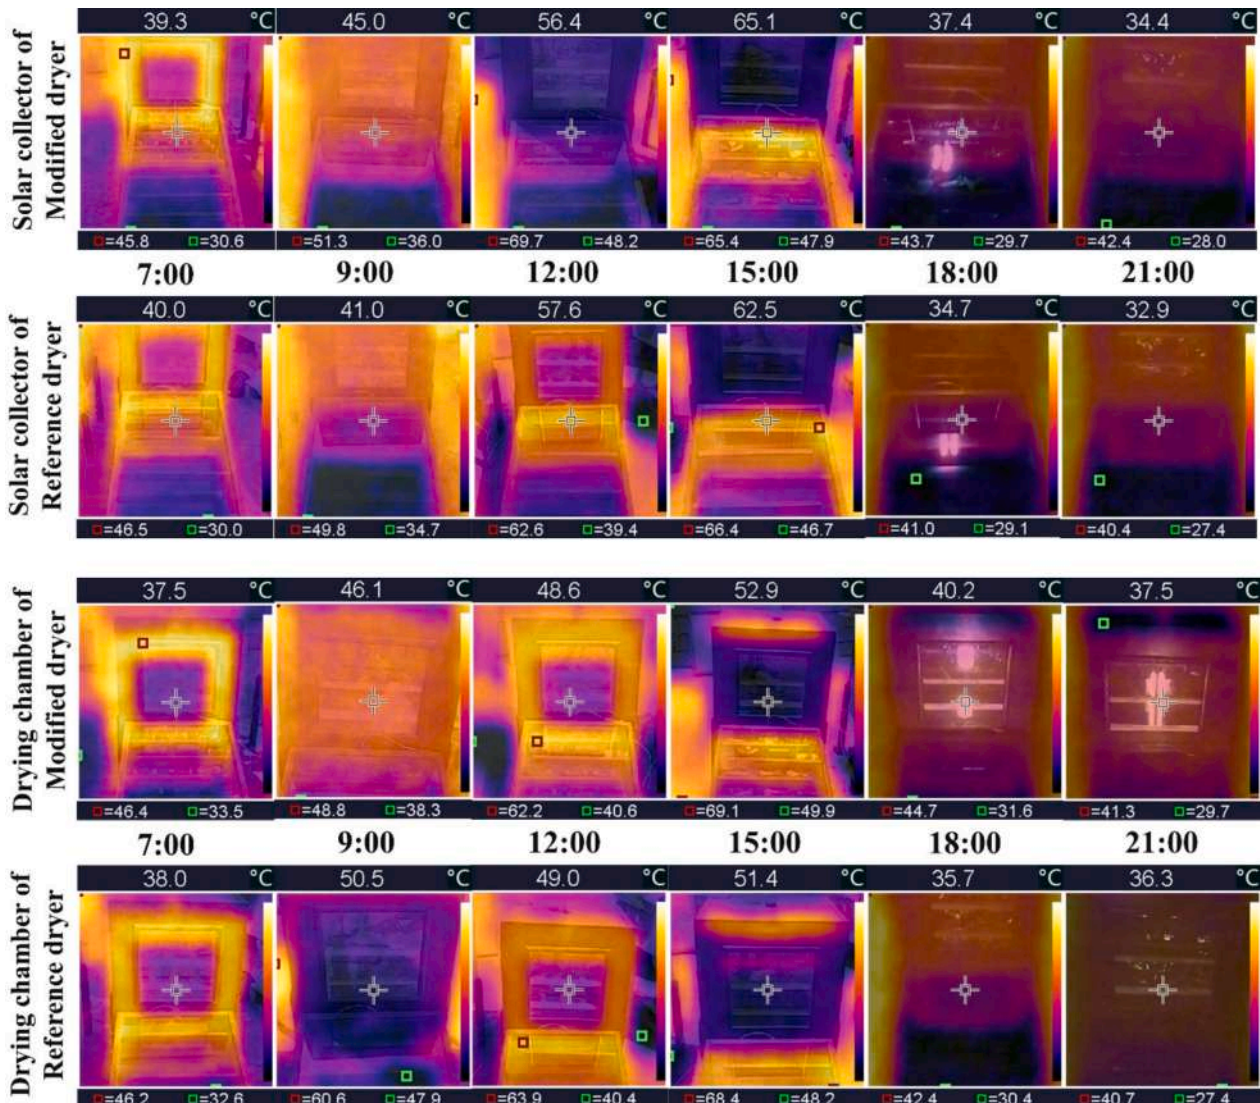 39.3 °C 45.0 °C 56.4 °C 65.1 °C 37.4 °C 34.4 °C
Solar collector of
Modified dryer
=45.8 =30.6 =51.3 =36.0 =69.7 =48.2 =65.4 =47.9 =43.7 =29.7 =42.4 =28.0
7:00 9:00 12:00 15:00 18:00 21:00
40.0 °C 41.0 °C 57.6 °C 62.5 °C 34.7 °C 32.9 °C
Solar collector of
Reference dryer
=46.5 =30.0 =49.8 =34.7 =62.6 =39.4 =66.4 =46.7 =41.0 =29.1 =40.4 =27.4
37.5 °C 46.1 °C 48.6 °C 52.9 °C 40.2 °C 37.5 °C
Drying chamber of
Modified dryer
=46.4 =33.5 =48.8 =38.3 =62.2 =40.6 =69.1 =49.9 =44.7 =31.6 =41.3 =29.7
7:00 9:00 12:00 15:00 18:00 21:00
38.0 °C 50.5 °C 49.0 °C 51.4 °C 35.7 °C 36.3 °C
Drying chamber of
Reference dryer
=46.2 =32.6 =60.6 =47.9 =63.9 =40.4 =68.4 =48.2 =42.4 =30.4 =40.7 =27.4